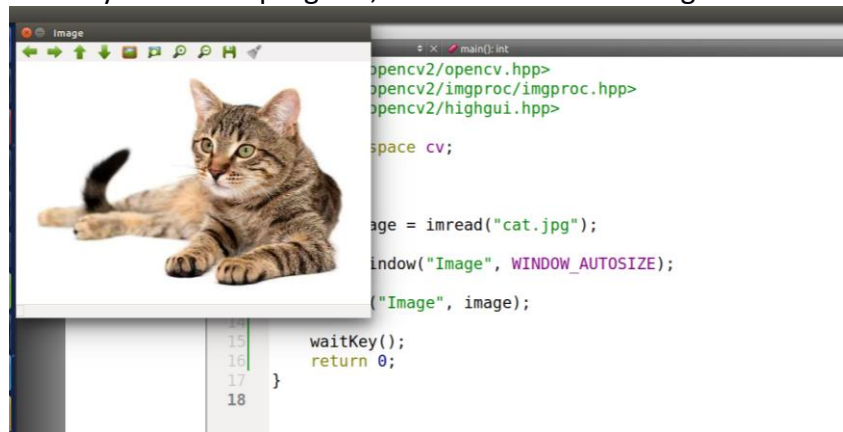 Image
main(): int
opencv2/opencv.hpp>
opencv2/imgproc/imgproc.hpp>
opencv2/highgui.hpp>
space cv;
age = imread("cat.jpg");
indow("Image", WINDOW_AUTOSIZE);
("Image", image);
15 waitKey();
16 return 0;
17 }
18